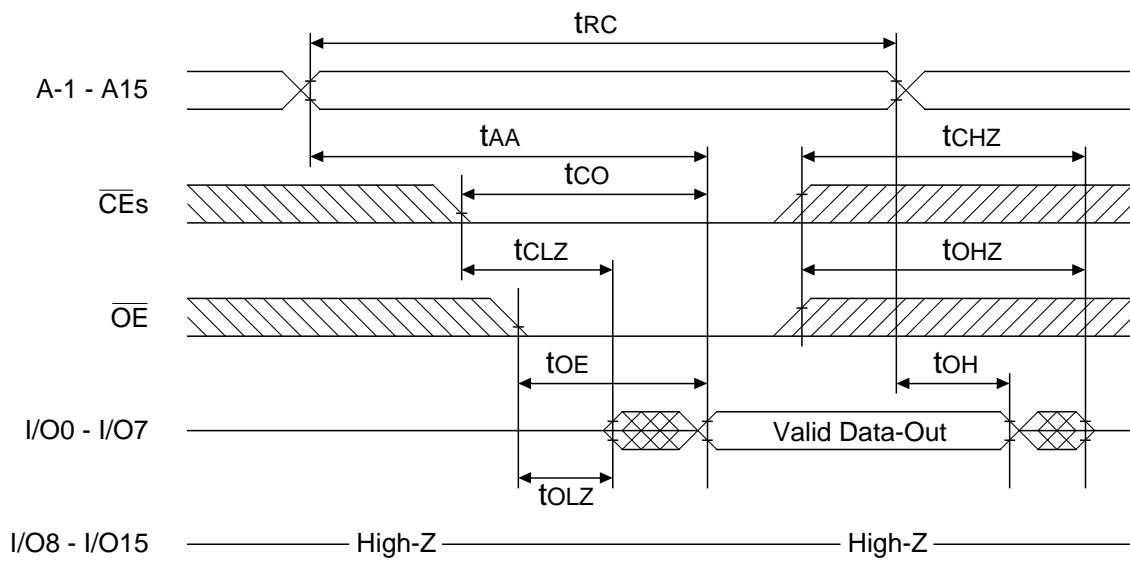 tRC
A-1 - A15
tAA
tCHZ
tCO
CEs
tCLZ
tOHZ
OE
tOE
tOH
I/O0 - I/O7
Valid Data-Out
tOLZ
I/O8 - I/O15
High-Z
High-Z